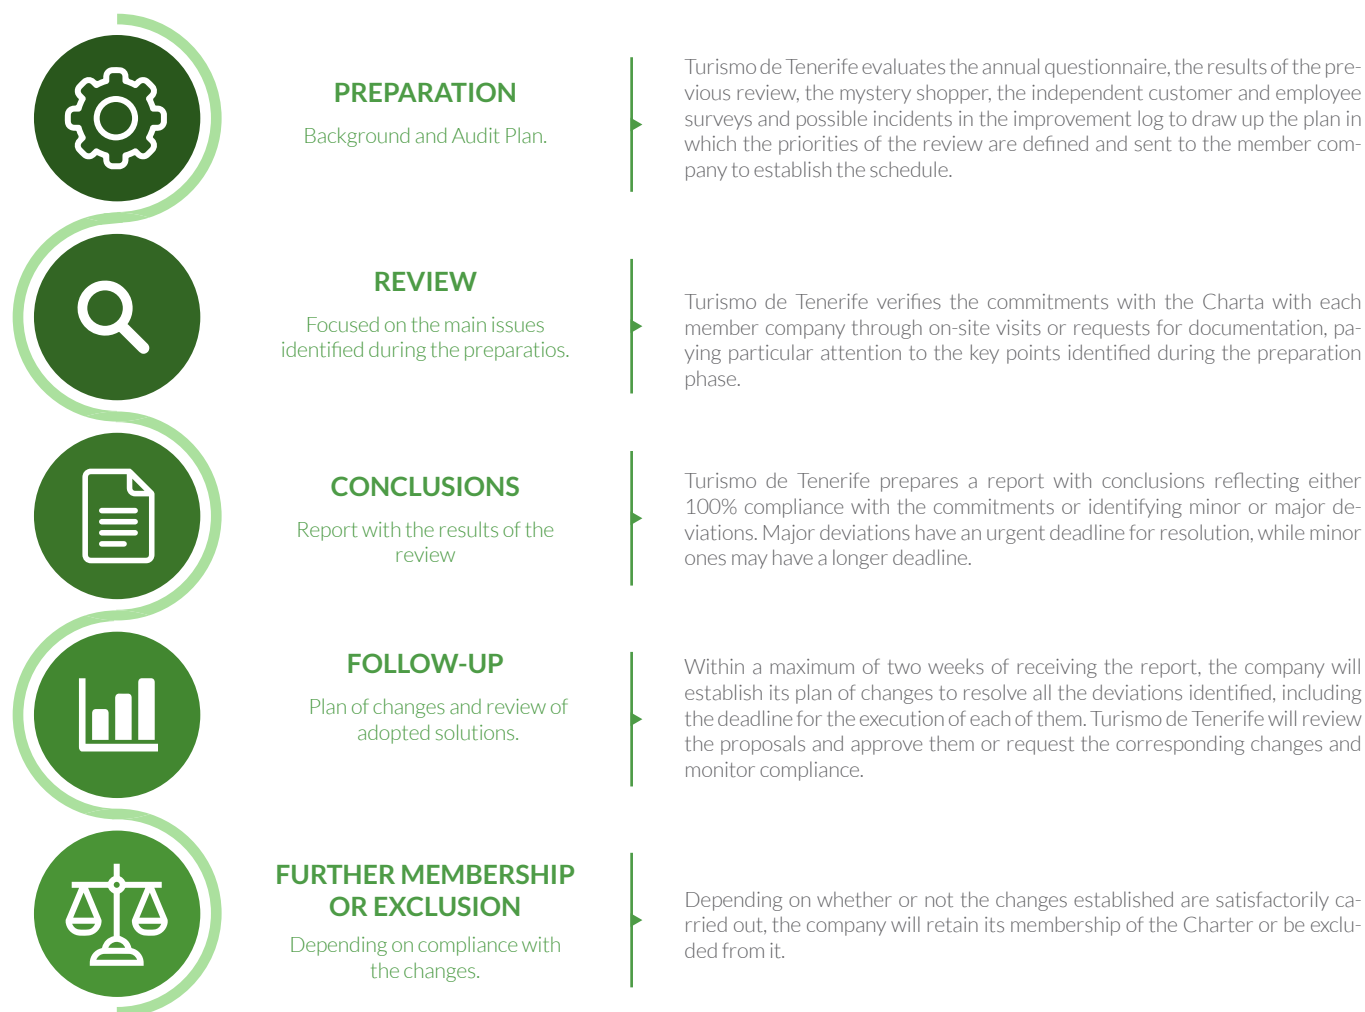 PREPARATION
Background and Audit Plan.
Turismo de Tenerife evaluates the annual questionnaire, the results of the pre-
vious review, the mystery shopper, the independent customer and employee
surveys and possible incidents in the improvement log to draw up the plan in
which the priorities of the review are defined and sent to the member com-
pany to establish the schedule.
REVIEW
Focused on the main issues
identified during the preparatios.
Turismo de Tenerife verifies the commitments with the Charta with each
member company through on-site visits or requests for documentation, pa-
ying particular attention to the key points identified during the preparation
phase.
CONCLUSIONS
Report with the results of the
review
Turismo de Tenerife prepares a report with conclusions reflecting either
100% compliance with the commitments or identifying minor or major de-
viations. Major deviations have an urgent deadline for resolution, while minor
ones may have a longer deadline.
FOLLOW-UP
Plan of changes and review of
adopted solutions.
Within a maximum of two weeks of receiving the report, the company will
establish its plan of changes to resolve all the deviations identified, including
the deadline for the execution of each of them. Turismo de Tenerife will review
the proposals and approve them or request the corresponding changes and
monitor compliance.
FURTHER MEMBERSHIP
OR EXCLUSION
Depending on compliance with
the changes.
Depending on whether or not the changes established are satisfactorily ca-
rried out, the company will retain its membership of the Charter or be exclu-
ded from it.